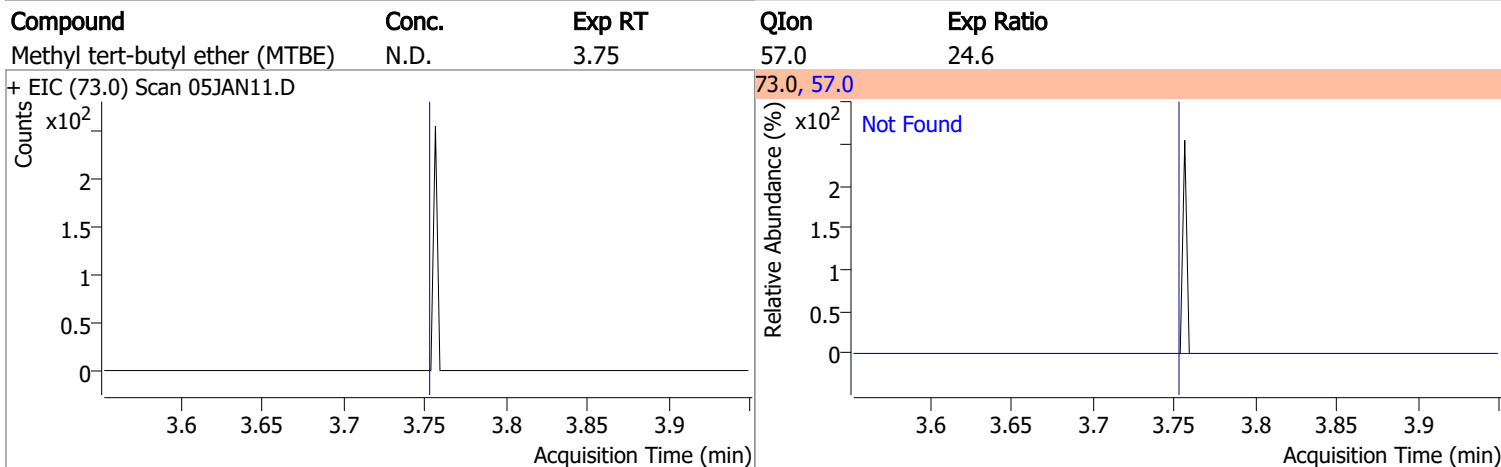 Compound Conc. Exp RT QIon Exp Ratio
Methyl tert-butyl ether (MTBE) N.D. 3.75 57.0 24.6
+ EIC (73.0) Scan 05JAN11.D
Counts
x10²
2
1.5
1
0.5
0
3.6 3.65 3.7 3.75 3.8 3.85 3.9
Acquisition Time (min)
73.0, 57.0
Relative Abundance (%)
x10²
Not Found
2
1.5
1
0.5
0
3.6 3.65 3.7 3.75 3.8 3.85 3.9
Acquisition Time (min)